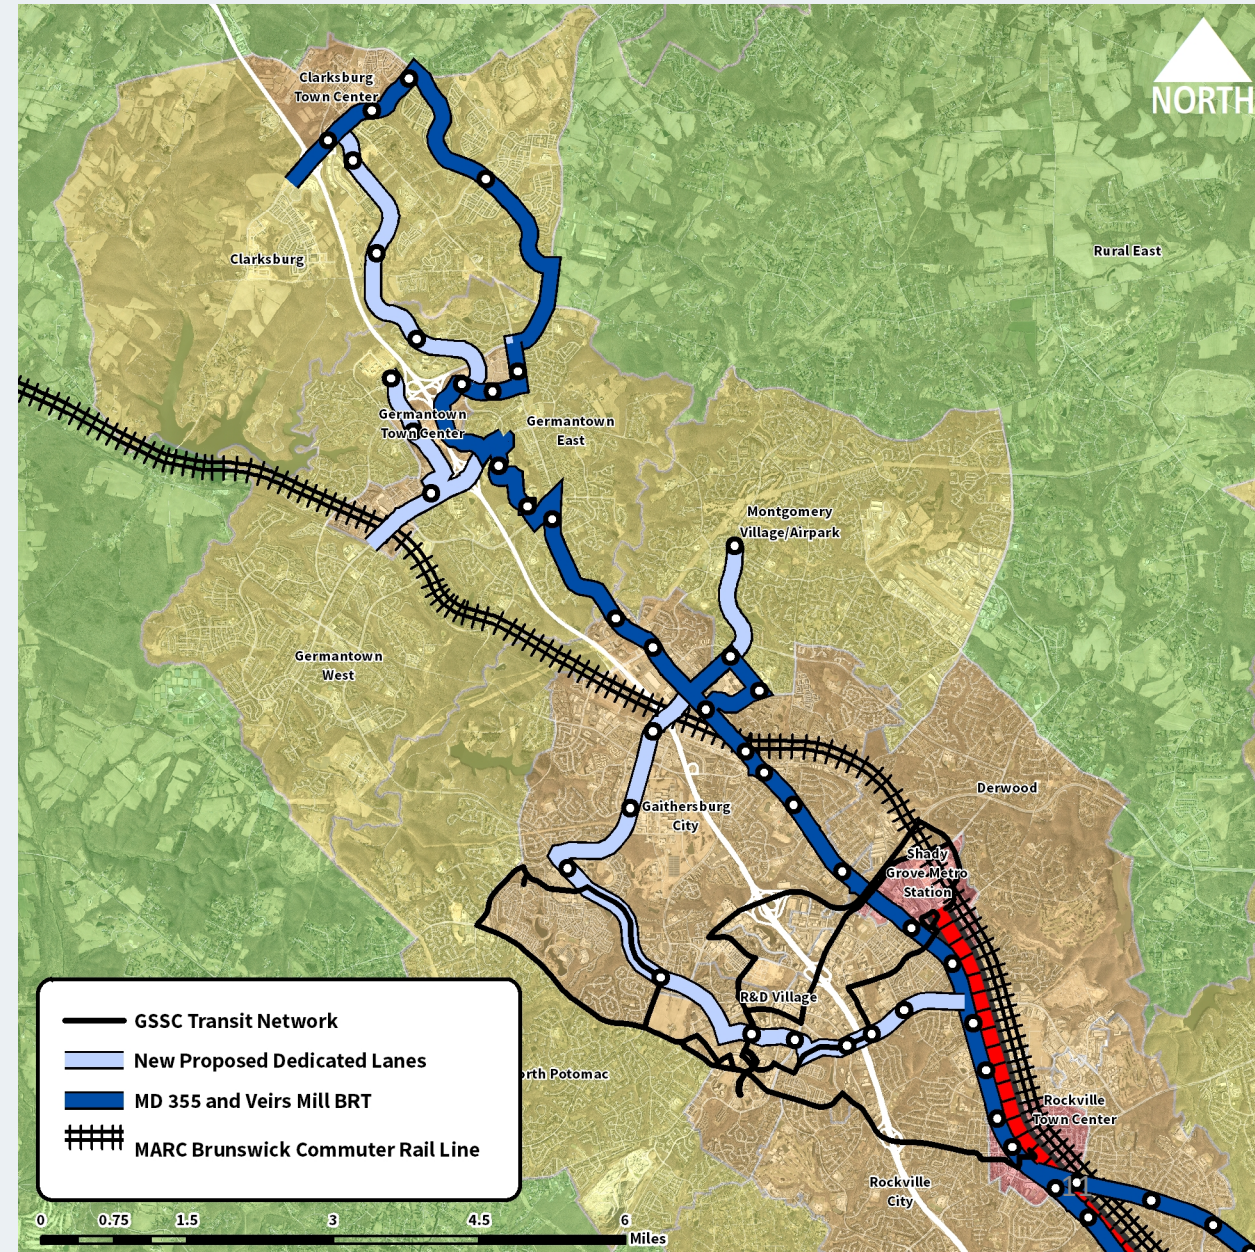 NORTH
Clarksburg
Town Center
Clarksburg
Rural East
Germantown
Town Center
Germantown
East
Montgomery
Village/Airpark
Germantown
West
Gaithersburg
City
Derwood
Shady
Grove Metro
Station
R&D Village
orth Potomac
Rockville
Town Center
Rockville
City
GSSC Transit Network
New Proposed Dedicated Lanes
MD 355 and Veirs Mill BRT
MARC Brunswick Commuter Rail Line
0 0.75 1.5 3 4.5 6
Miles